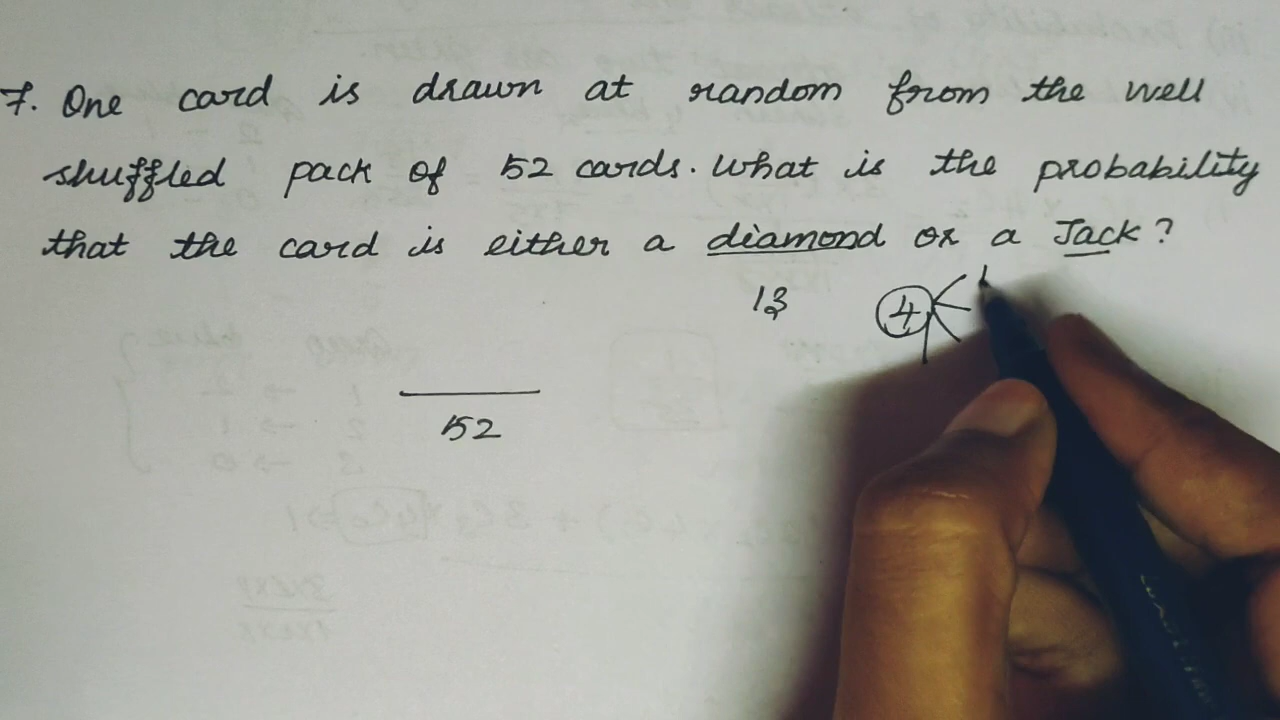 7. One card is drawn at random from the well
shuffled pack of 52 cards. What is the probability
that the card is either a diamond or a Jack?
13 4
52